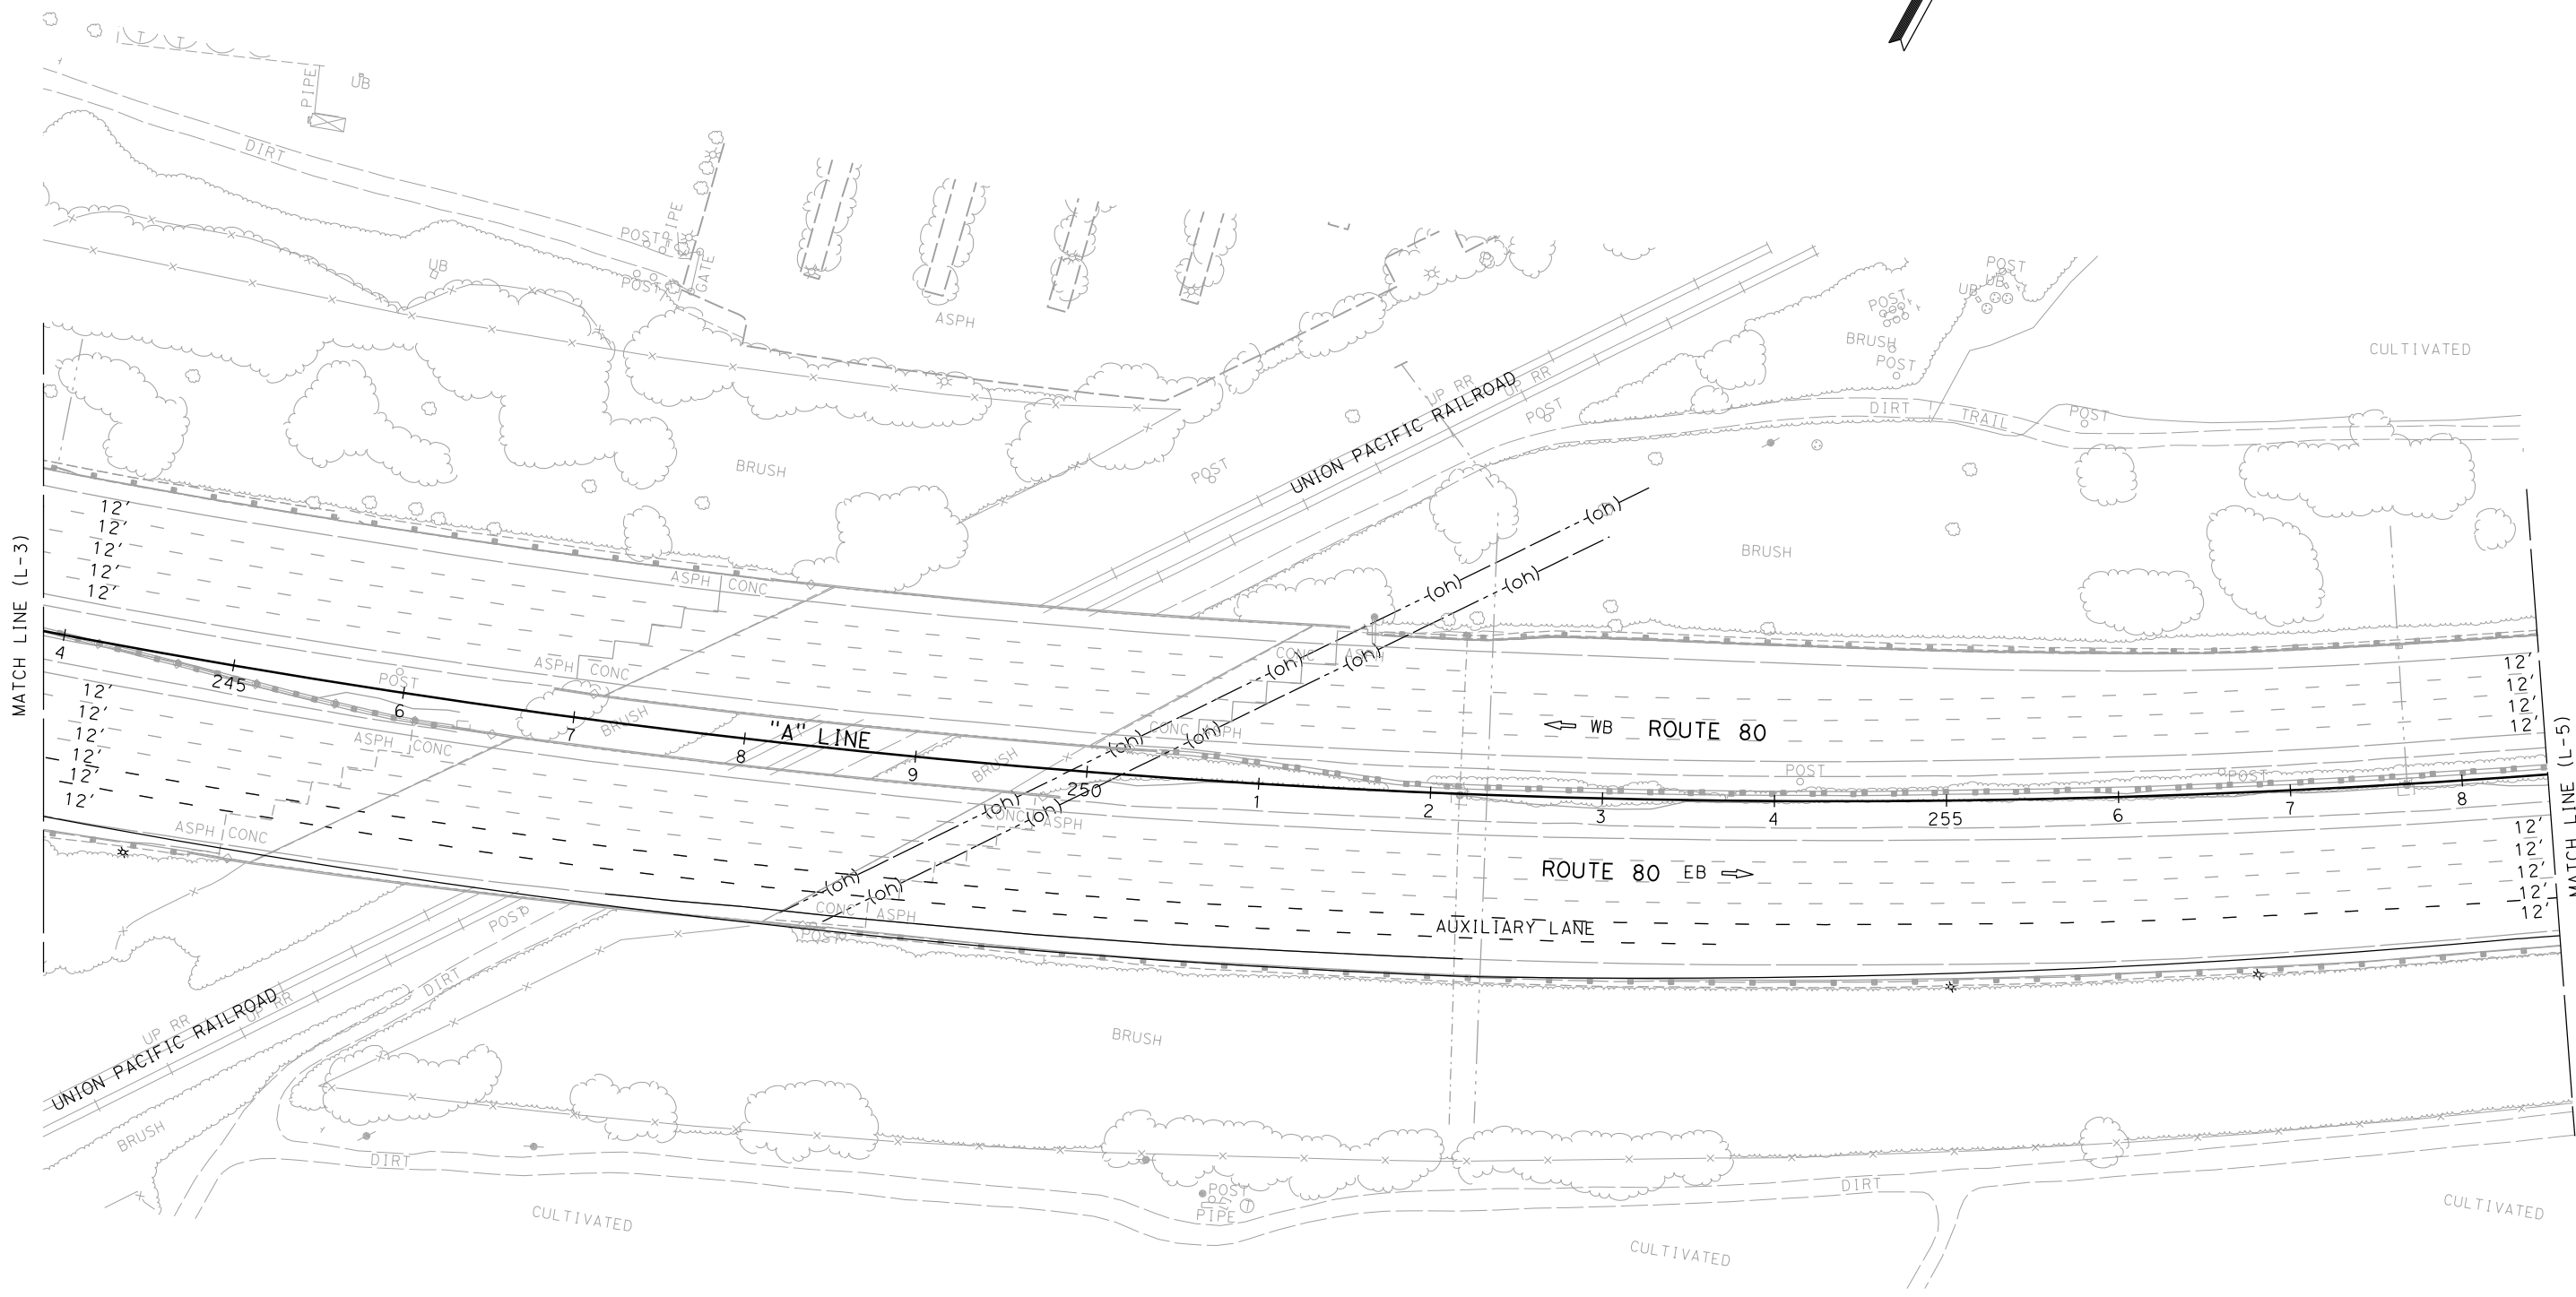 PIPE
UB
DIRT
POST
PIPE
POST
GATE
UB
ASPH
POST
UB
UB
POST
BRUSH
POST
CULTIVATED
UP RR
UP RR
UNION PACIFIC RAILROAD
POST
DIRT
TRAIL
POST
BRUSH
POST
12'
12'
12'
12'
12'
(oh)
(oh)
(oh)
BRUSH
MATCH LINE (L-3)
ASPH
CONC
ASPH
CONC
CONC
ASPH
(oh)
(oh)
4
245
POST
6
7
BRUSH
8
"A" LINE
9
BRUSH
CONC
ASPH
(oh)
(oh)
250
1
2
3
4
255
6
7
8
WB ROUTE 80
POST
POST
12'
12'
12'
12'
MATCH LINE (L-5)
12'
12'
12'
12'
12'
12'
ASPH
CONC
ASPH
CONC
(oh)
(oh)
CONC
ASPH
(oh)
(oh)
CONC
ASPH
POST
ROUTE 80 EB
AUXILIARY LANE
12'
12'
12'
12'
12'
POST
DIRT
UP RR
UP RR
UNION PACIFIC RAILROAD
BRUSH
BRUSH
DIRT
POST
PIPE
DIRT
CULTIVATED
CULTIVATED
CULTIVATED